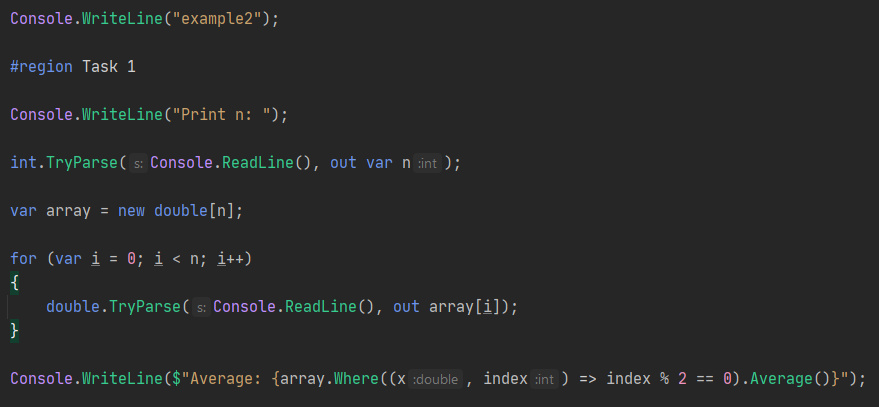 Console.WriteLine("example2");
#region Task 1
Console.WriteLine("Print n: ");
int.TryParse(s:Console.ReadLine(), out var n:int);
var array = new double[n];
for (var i = 0; i < n; i++)
{
    double.TryParse(s:Console.ReadLine(), out array[i]);
}
Console.WriteLine($"Average: {array.Where((x:double, index:int) => index % 2 == 0).Average()}");